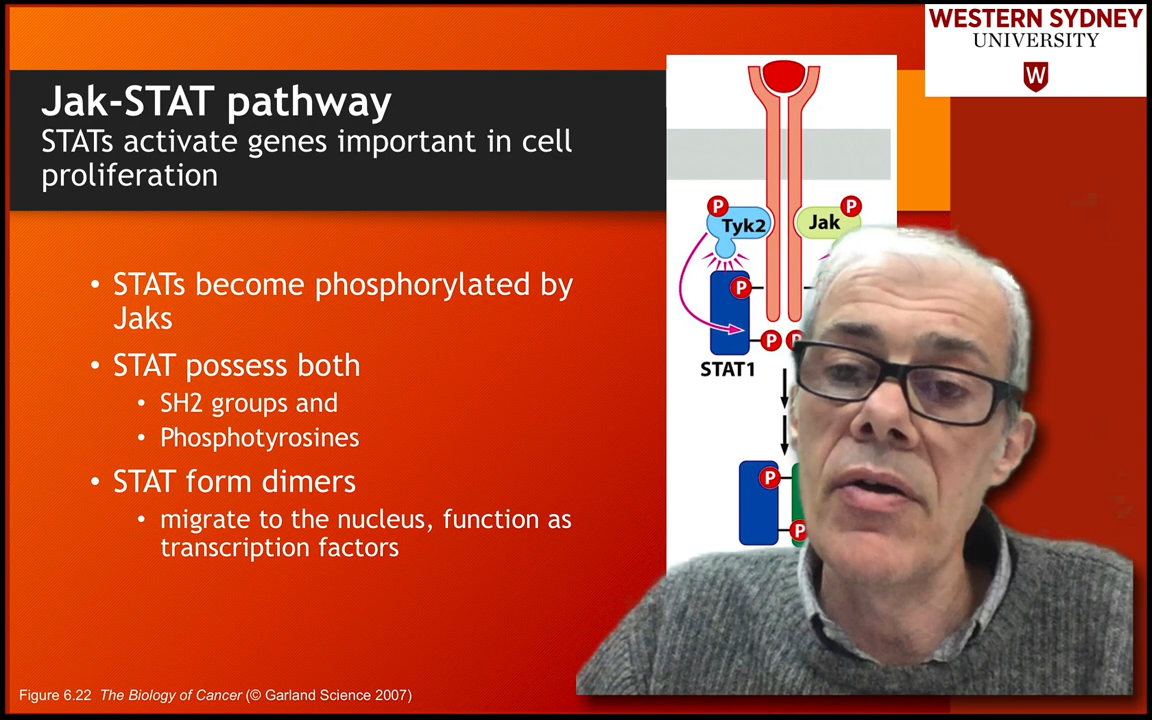 WESTERN SYDNEY
UNIVERSITY
W
Jak-STAT pathway
STATs activate genes important in cell
proliferation
• STATs become phosphorylated by
Jaks
• STAT possess both
• SH2 groups and
• Phosphotyrosines
• STAT form dimers
• migrate to the nucleus, function as
transcription factors
P P
Tyk2 Jak
P
P P
STAT1
P
P
Figure 6.22 The Biology of Cancer (© Garland Science 2007)